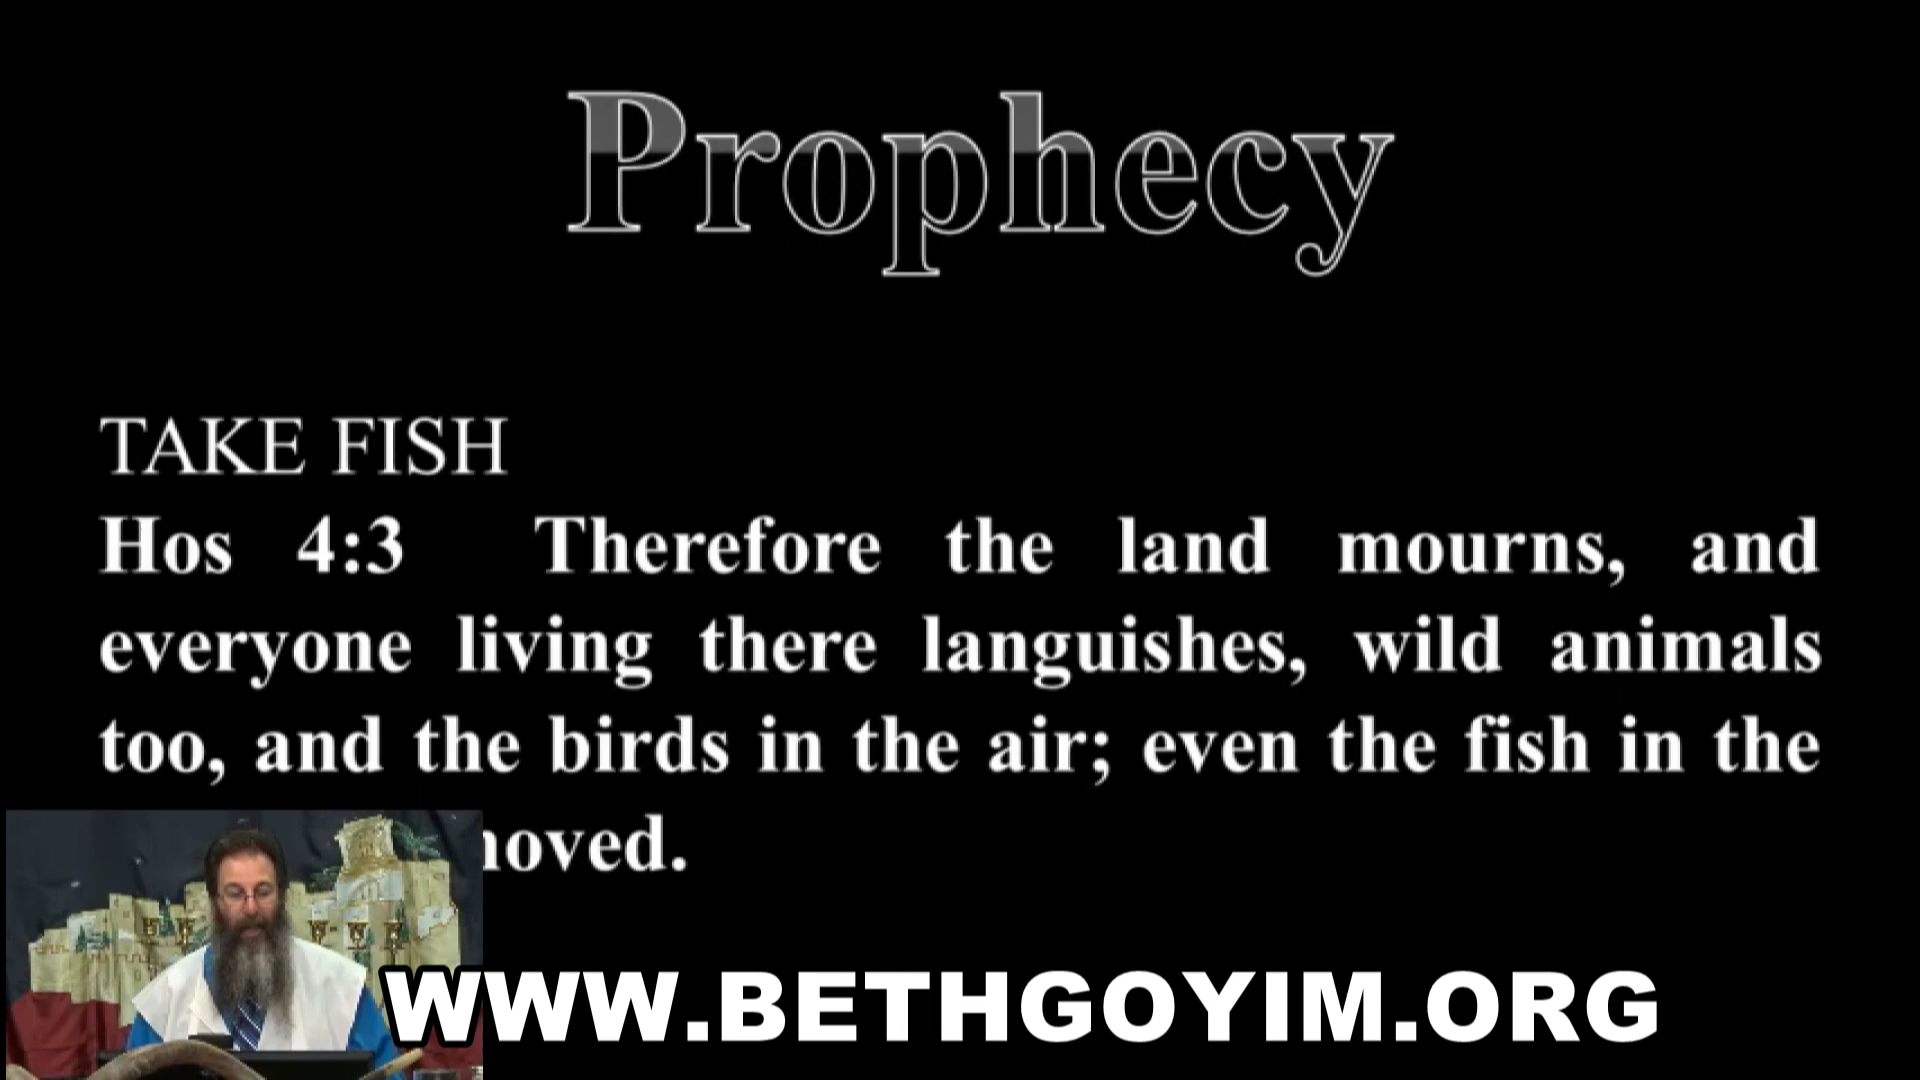 Prophecy
TAKE FISH
Hos 4:3 Therefore the land mourns, and
everyone living there languishes, wild animals
too, and the birds in the air; even the fish in the
WWW.BETHGOYIM.ORG